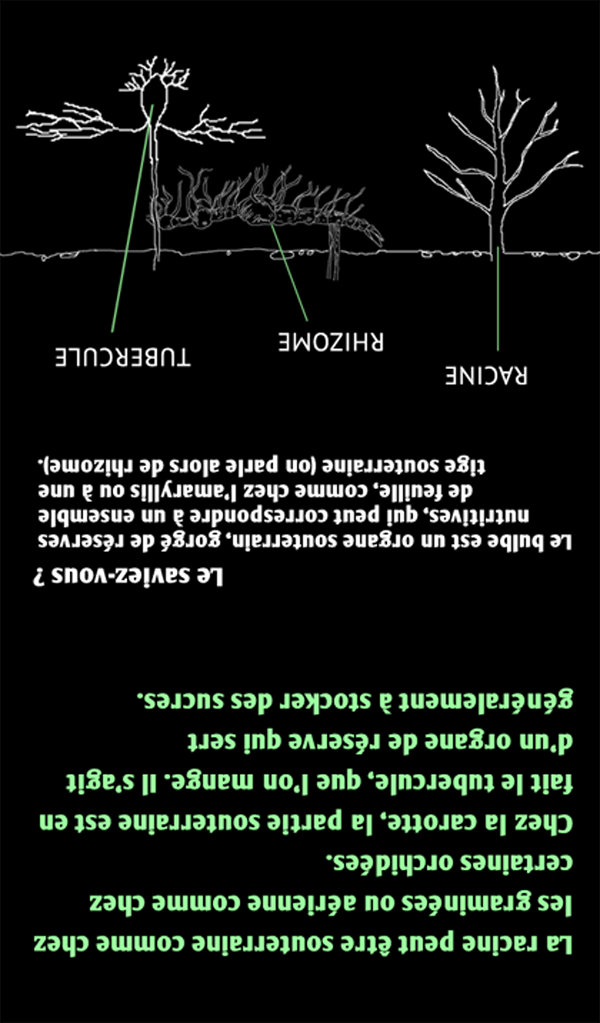 La racine peut être souterraine comme chez
les graminées ou aérienne comme chez
certaines orchidées.
Chez la carotte, la partie souterraine est en
fait le tubercule, que l'on mange. Il s'agit
d'un organe de réserve qui sert
généralement à stocker des sucres.
Le saviez-vous ?
Le bulbe est un organe souterrain, gorgé de réserves
nutritives, qui peut correspondre à un ensemble
de feuille, comme chez l'amaryllis ou à une
tige souterraine (on parle alors de rhizome).
RACINE
RHIZOME
TUBERCULE